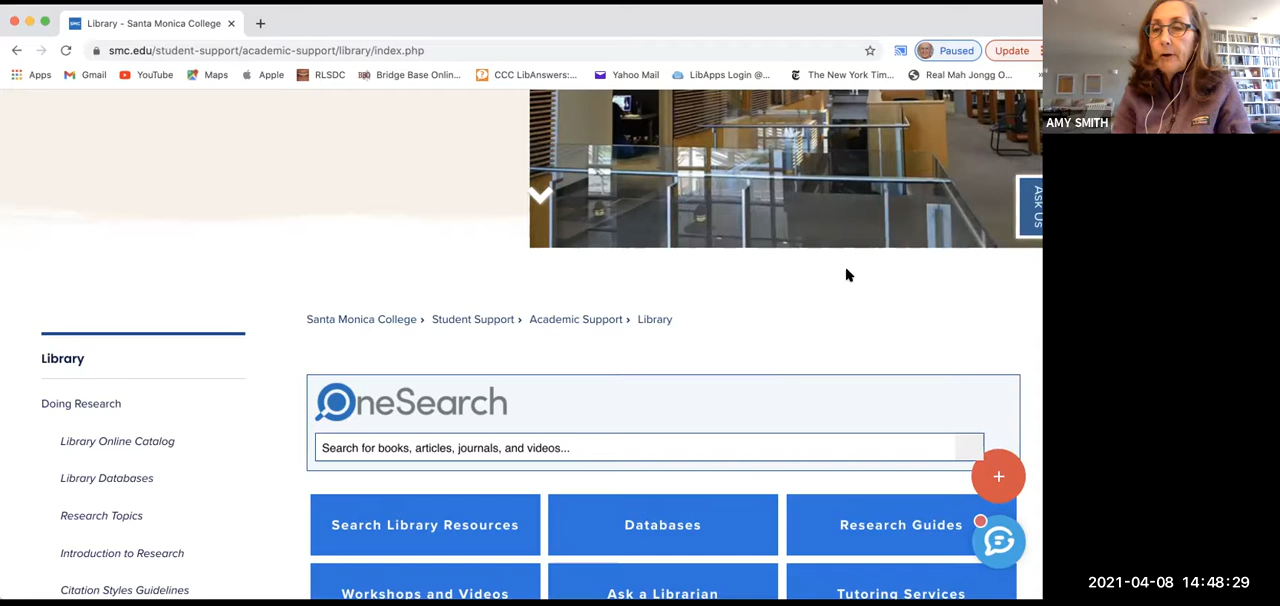 Library - Santa Monica College
smc.edu/student-support/academic-support/library/index.php
Paused
Update
Apps
Gmail
YouTube
Maps
Apple
RLSDC
Bridge Base Onlin...
CCC LibAnswers:...
Yahoo Mail
LibApps Login @...
The New York Tim...
Real Mah Jongg O...
AMY SMITH
Ask Us
Santa Monica College › Student Support › Academic Support › Library
Library
Doing Research
Library Online Catalog
Library Databases
Research Topics
Introduction to Research
Citation Styles Guidelines
OneSearch
Search for books, articles, journals, and videos...
Search Library Resources
Databases
Research Guides
Workshops and Videos
Ask a Librarian
Tutoring Services
2021-04-08 14:48:29